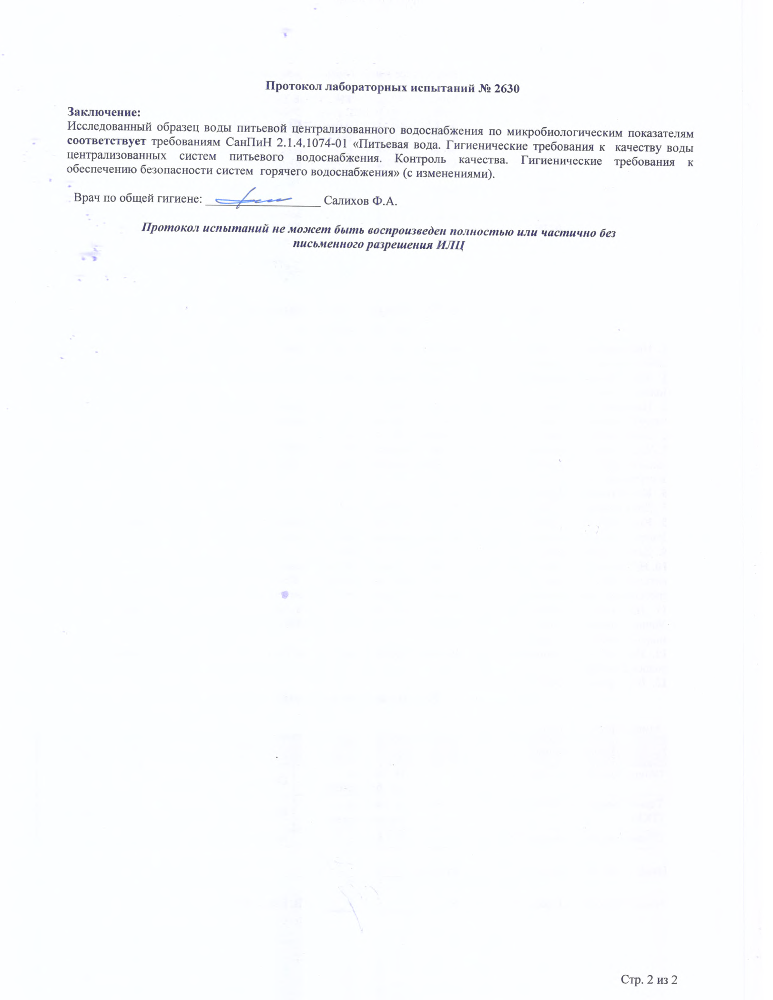 Протокол лабораторных испытаний № 2630
Заключение:
Исследованный образец воды питьевой централизованного водоснабжения по микробиологическим показателям
соответствует требованиям СанПиН 2.1.4.1074-01 «Питьевая вода. Гигиенические требования к качеству воды
централизованных систем питьевого водоснабжения. Контроль качества. Гигиенические требования к
обеспечению безопасности систем горячего водоснабжения» (с изменениями).
Врач по общей гигиене: __________________ Салихов Ф.А.
Протокол испытаний не может быть воспроизведен полностью или частично без
письменного разрешения ИЛЦ
Стр. 2 из 2